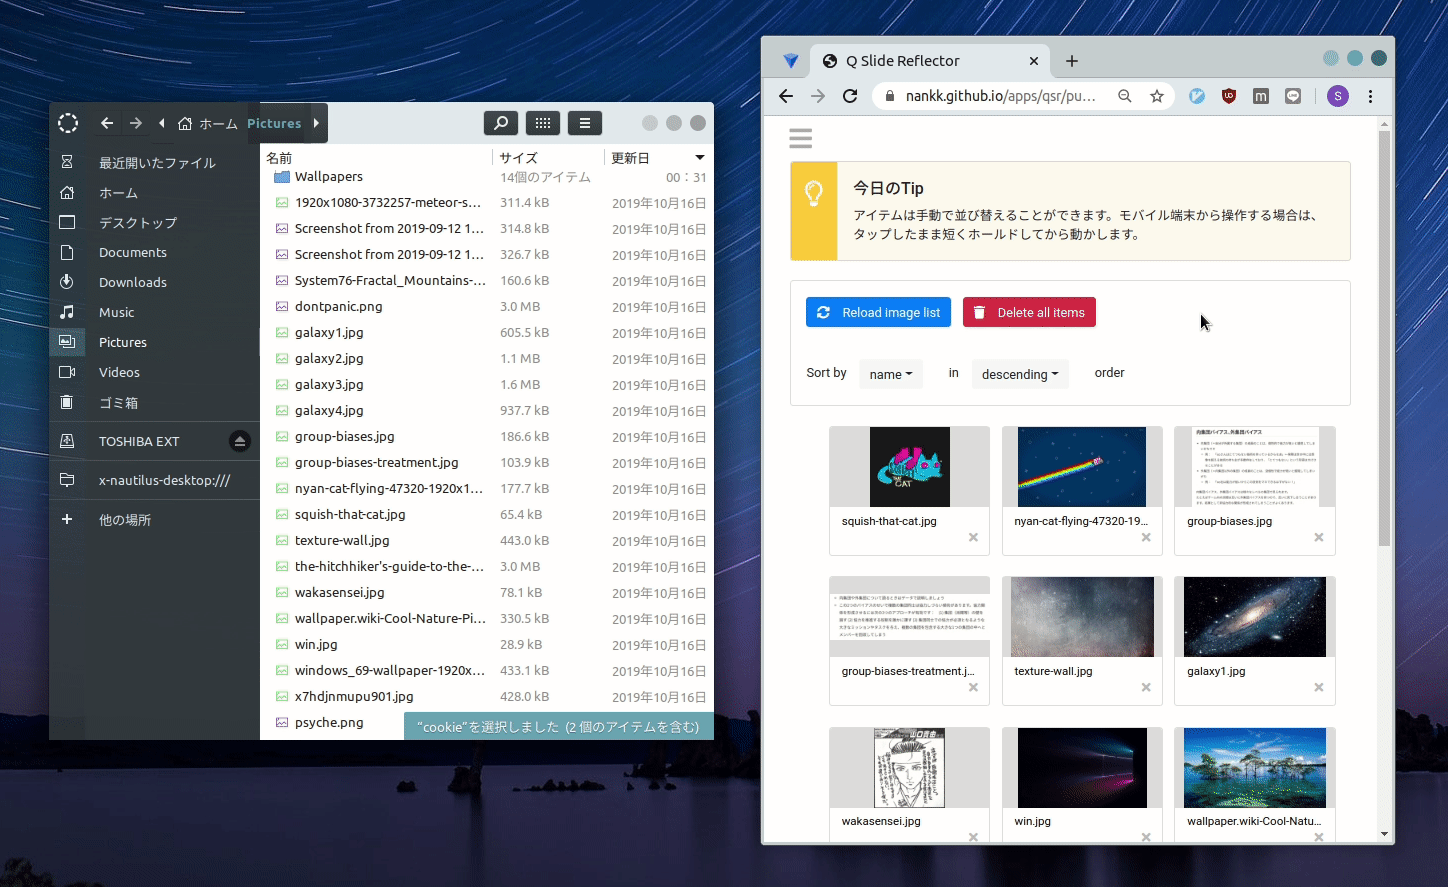 ホーム Pictures
最近開いたファイル
ホーム
デスクトップ
Documents
Downloads
Music
Pictures
Videos
ゴミ箱
TOSHIBA EXT
x-nautilus-desktop:///
他の場所
名前 サイズ 更新日
Wallpapers 14個のアイテム 00：31
1920x1080-3732257-meteor-s... 311.4 kB 2019年10月16日
Screenshot from 2019-09-12 1... 314.8 kB 2019年10月16日
Screenshot from 2019-09-12 1... 326.7 kB 2019年10月16日
System76-Fractal_Mountains-... 160.6 kB 2019年10月16日
dontpanic.png 3.0 MB 2019年10月16日
galaxy1.jpg 605.5 kB 2019年10月16日
galaxy2.jpg 1.1 MB 2019年10月16日
galaxy3.jpg 1.6 MB 2019年10月16日
galaxy4.jpg 937.7 kB 2019年10月16日
group-biases.jpg 186.6 kB 2019年10月16日
group-biases-treatment.jpg 103.9 kB 2019年10月16日
nyan-cat-flying-47320-1920x1... 177.7 kB 2019年10月16日
squish-that-cat.jpg 65.4 kB 2019年10月16日
texture-wall.jpg 443.0 kB 2019年10月16日
the-hitchhiker's-guide-to-the-... 3.0 MB 2019年10月16日
wakasensei.jpg 78.1 kB 2019年10月16日
wallpaper.wiki-Cool-Nature-Pi... 330.5 kB 2019年10月16日
win.jpg 28.9 kB 2019年10月16日
windows_69-wallpaper-1920x... 433.1 kB 2019年10月16日
x7hdjnmupu901.jpg 428.0 kB 2019年10月16日
psyche.png
"cookie"を選択しました (2 個のアイテムを含む)
Q Slide Reflector
nankk.github.io/apps/qsr/pu...
S
今日のTip
アイテムは手動で並び替えることができます。モバイル端末から操作する場合は、
タップしたまま短くホールドしてから動かします。
Reload image list Delete all items
Sort by name in descending order
CAT
内集団バイアス、外集団バイアス
squish-that-cat.jpg nyan-cat-flying-47320-19... group-biases.jpg
group-biases-treatment.j... texture-wall.jpg galaxy1.jpg
山口貴由
wakasensei.jpg win.jpg wallpaper.wiki-Cool-Natu...